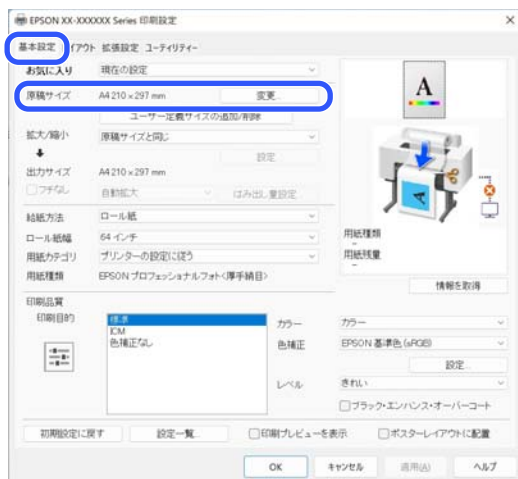 EPSON XX-XXXXXX Series 印刷設定
基本設定 イアウト 拡張設定 ユーティリティー
お気に入り 現在の設定
原稿サイズ A4 210 x 297 mm 変更...
ユーザー定義サイズの追加/削除
拡大/縮小 原稿サイズと同じ
設定...
出力サイズ A4 210 x 297 mm
フチなし 自動拡大 はみ出し量設定...
給紙方法 ロール紙
ロール紙幅 64 インチ
用紙カテゴリ プリンターの設定に従う
用紙種類 EPSON プロフェッショナルフォト<厚手絹目>
A
用紙種類
-
用紙残量
-
情報を取得
印刷品質
印刷目的 標準
ICM
色補正なし
カラー カラー
色補正 EPSON 基準色 (sRGB)
設定...
レベル きれい
ブラック・エンハンス・オーバーコート
初期設定に戻す 設定一覧... 印刷プレビューを表示 ポスターレイアウトに配置
OK キャンセル 適用(A) ヘルプ